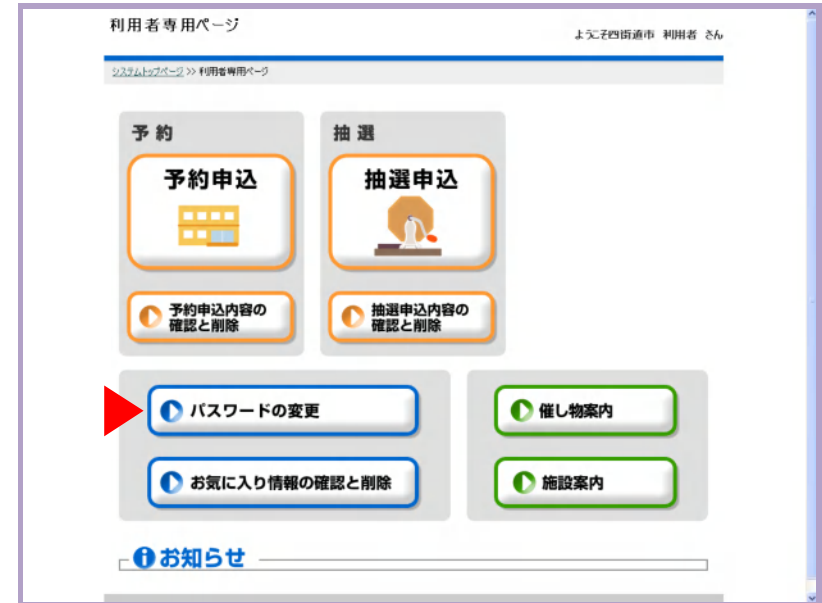 利用者専用ページ
ようこそ四街道市 利用者 さん
システムトップページ >> 利用者専用ページ
予約
抽選
予約申込
抽選申込
予約申込内容の
確認と削除
抽選申込内容の
確認と削除
パスワードの変更
催し物案内
お気に入り情報の確認と削除
施設案内
お知らせ